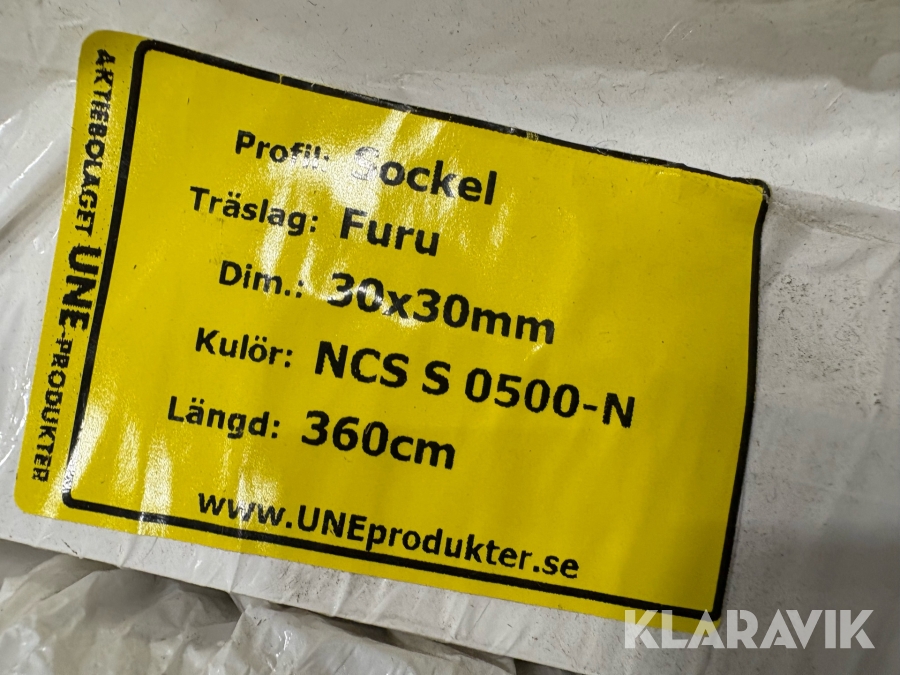 AKTIEBOLAGET UNE PRODUKTER
Profil: Sockel
Träslag: Furu
Dim.: 30x30mm
Kulör: NCS S 0500-N
Längd: 360cm
www.UNEprodukter.se
KLARAVIK